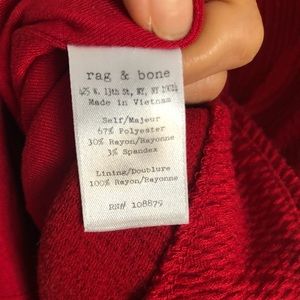 rag & bone
425 W. 13th St, NY, NY 10014
Made in Vietnam
Self/Majeur
67% Polyester
30% Rayon/Rayonne
3% Spandex
Lining/Doublure
100% Rayon/Rayonne
RN# 108879